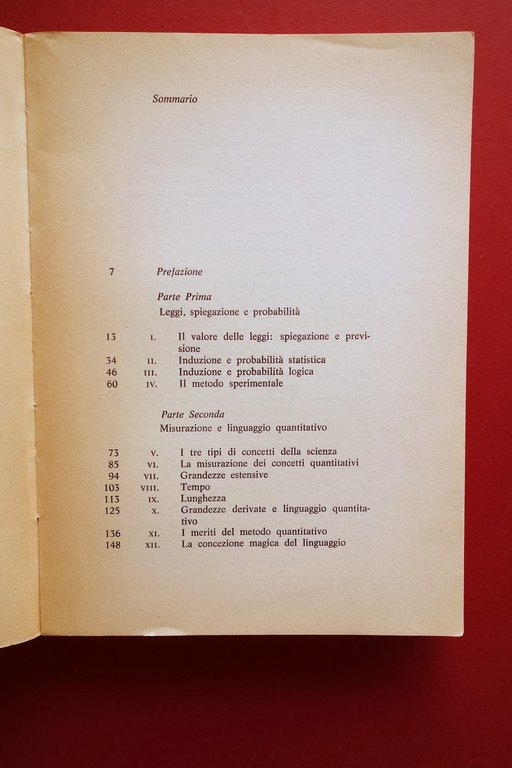 Sommario
7 Prefazione
Parte Prima
Leggi, spiegazione e probabilità
13 I. Il valore delle leggi: spiegazione e previ-
sione
34 II. Induzione e probabilità statistica
46 III. Induzione e probabilità logica
60 IV. Il metodo sperimentale
Parte Seconda
Misurazione e linguaggio quantitativo
73 V. I tre tipi di concetti della scienza
85 VI. La misurazione dei concetti quantitativi
94 VII. Grandezze estensive
103 VIII. Tempo
113 IX. Lunghezza
125 X. Grandezze derivate e linguaggio quantita-
tivo
136 XI. I meriti del metodo quantitativo
148 XII. La concezione magica del linguaggio